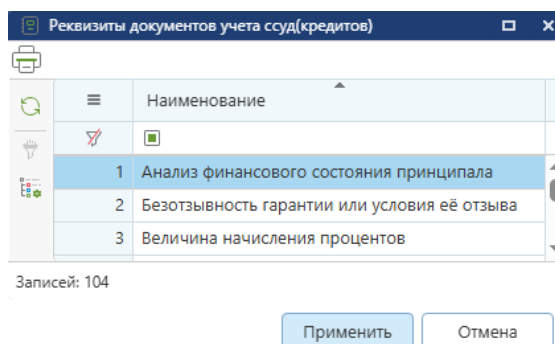 Реквизиты документов учета ссуд(кредитов)
Наименование
1 Анализ финансового состояния принципала
2 Безотзывность гарантии или условия её отзыва
3 Величина начисления процентов
Записей: 104
Применить Отмена